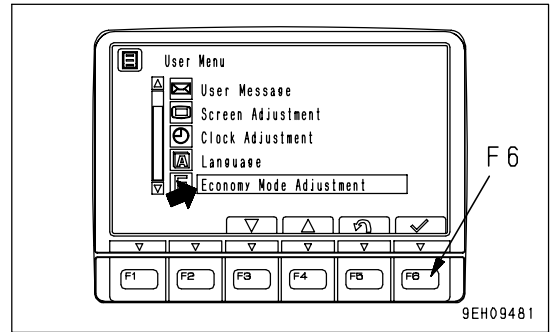 User Menu
User Message
Screen Adjustment
Clock Adjustment
A Language
E Economy Mode Adjustment
F6
F1 F2 F3 F4 F5 F6
9EH09481